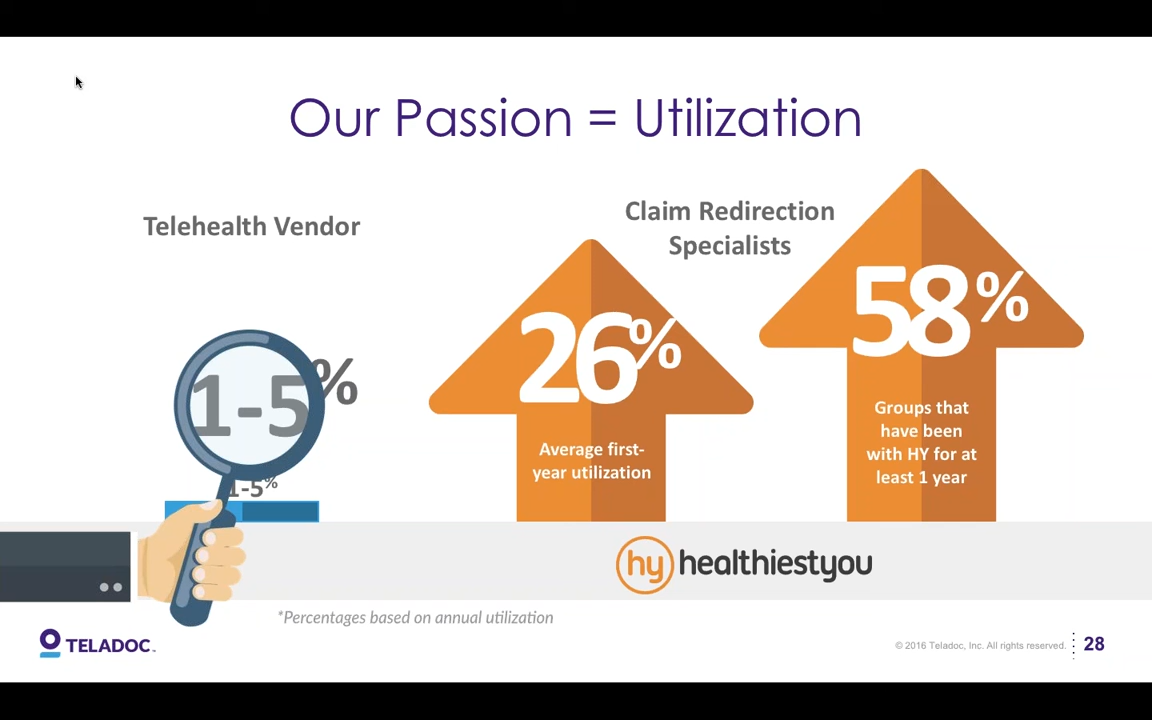 Our Passion = Utilization
Telehealth Vendor
1-5%
1-5%
Claim Redirection
Specialists
26%
Average first-
year utilization
58%
Groups that
have been
with HY for at
least 1 year
hy healthiestyou
*Percentages based on annual utilization
TELADOC™
© 2016 Teladoc, Inc. All rights reserved.
28